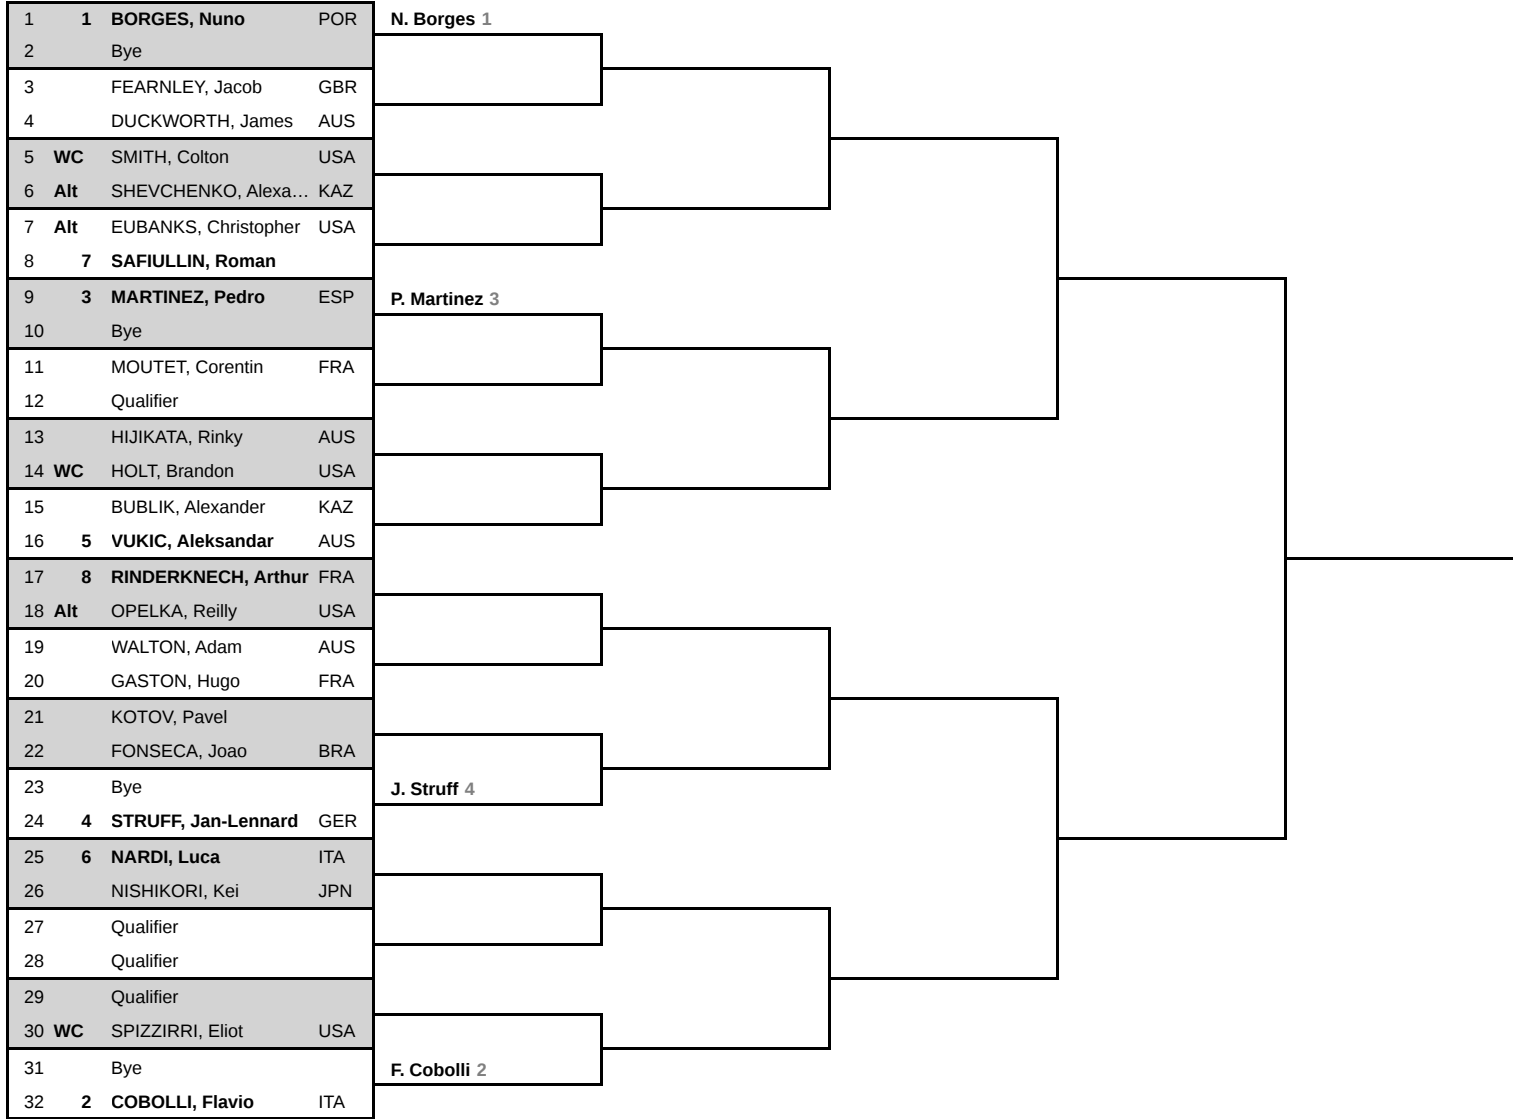 1 1 BORGES, Nuno POR N. Borges 1
2 Bye
3 FEARNLEY, Jacob GBR
4 DUCKWORTH, James AUS
5 WC SMITH, Colton USA
6 Alt SHEVCHENKO, Alexa... KAZ
7 Alt EUBANKS, Christopher USA
8 7 SAFIULLIN, Roman
9 3 MARTINEZ, Pedro ESP P. Martinez 3
10 Bye
11 MOUTET, Corentin FRA
12 Qualifier
13 HIJIKATA, Rinky AUS
14 WC HOLT, Brandon USA
15 BUBLIK, Alexander KAZ
16 5 VUKIC, Aleksandar AUS
17 8 RINDERKNECH, Arthur FRA
18 Alt OPELKA, Reilly USA
19 WALTON, Adam AUS
20 GASTON, Hugo FRA
21 KOTOV, Pavel
22 FONSECA, Joao BRA
23 Bye J. Struff 4
24 4 STRUFF, Jan-Lennard GER
25 6 NARDI, Luca ITA
26 NISHIKORI, Kei JPN
27 Qualifier
28 Qualifier
29 Qualifier
30 WC SPIZZIRRI, Eliot USA
31 Bye F. Cobolli 2
32 2 COBOLLI, Flavio ITA